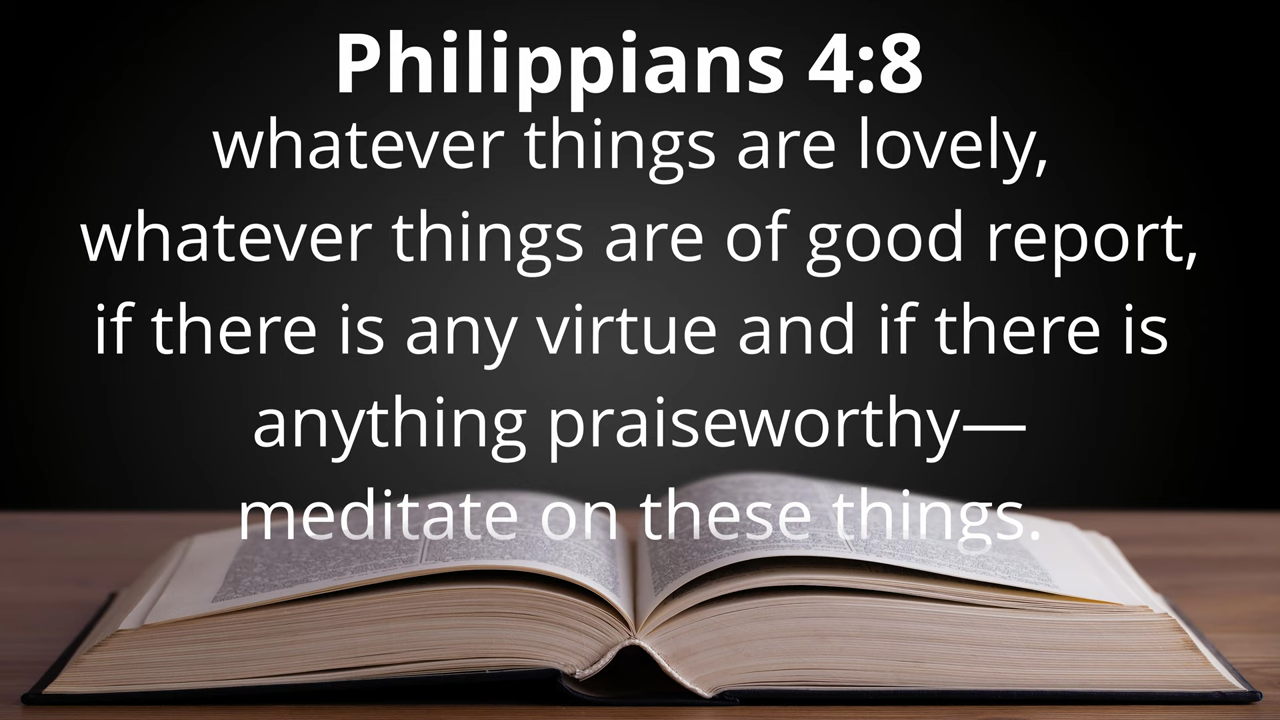 Philippians 4:8
whatever things are lovely,
whatever things are of good report,
if there is any virtue and if there is
anything praiseworthy—
meditate on these things.